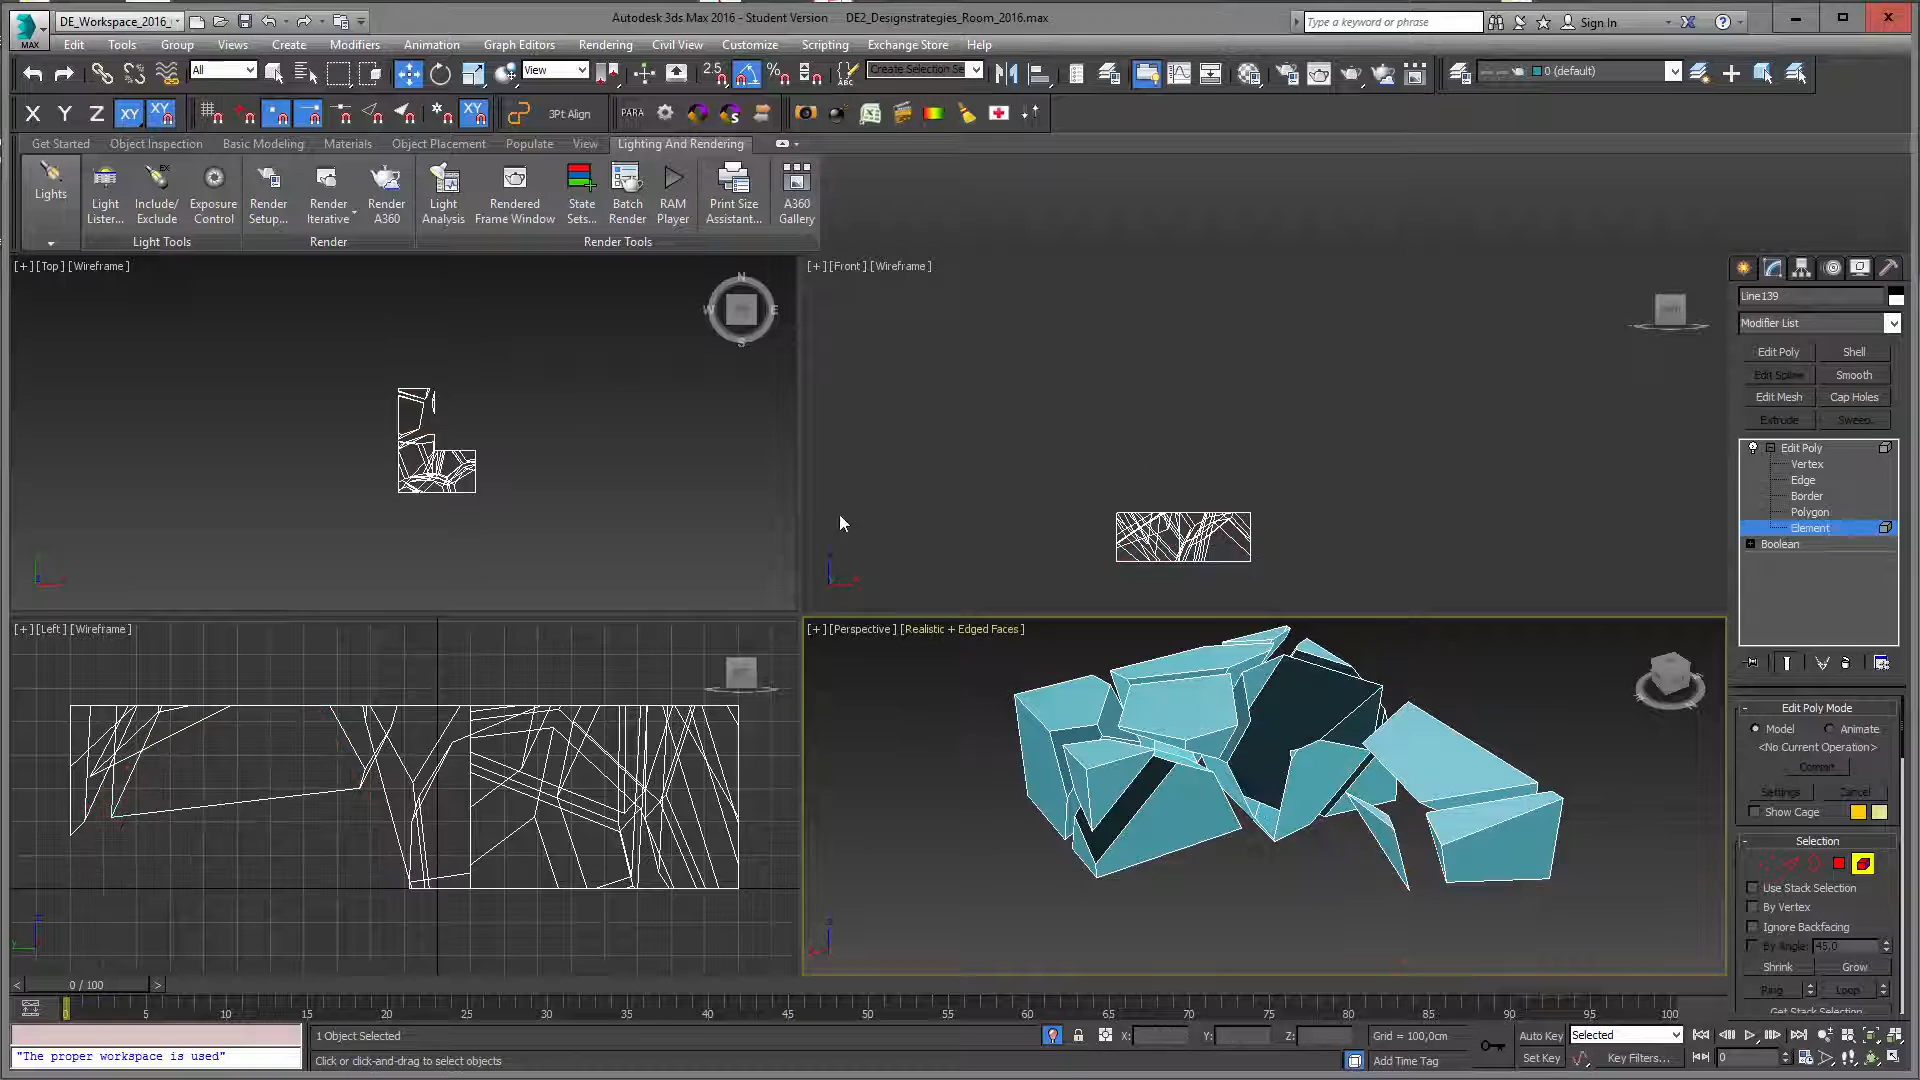 DE_Workspace_2016_
Autodesk 3ds Max 2016 - Student Version DE2_Designstrategies_Room_2016.max
Type a keyword or phrase
Sign In
MAX
Edit Tools Group Views Create Modifiers Animation Graph Editors Rendering Civil View Customize Scripting Exchange Store Help
All
View
2.5
Create Selection Se
0 (default)
X Y Z XY XY
XY
3Pt Align
PARA
Get Started Object Inspection Basic Modeling Materials Object Placement Populate View Lighting And Rendering
Lights
Light Lister...
Include/ Exclude
Exposure Control
Render Setup...
Render Iterative
Render A360
Light Analysis
Rendered Frame Window
State Sets...
Batch Render
RAM Player
Print Size Assistant...
A360 Gallery
Light Tools
Render
Render Tools
[+] [Top] [Wireframe]
N
W
E
S
[+] [Front] [Wireframe]
Line139
Modifier List
Edit Poly Shell
Edit Spline Smooth
Edit Mesh Cap Holes
Extrude Sweep
Edit Poly
Vertex
Edge
Border
Polygon
Element
Boolean
[+] [Left] [Wireframe]
[+] [Perspective] [Realistic + Edged Faces]
Edit Poly Mode
Model Animate
<No Current Operation>
Commit
Settings Cancel
Show Cage
Selection
Use Stack Selection
By Vertex
Ignore Backfacing
By Angle: 45,0
Shrink Grow
Ring Loop
Get Stack Selection
< 0 / 100 >
0 5 10 15 20 25 30 35 40 45 50 55 60 65 70 75 80 85 90 95 100
1 Object Selected
X: Y: Z:
Grid = 100,0cm
Auto Key
Selected
"The proper workspace is used"
Click or click-and-drag to select objects
Add Time Tag
Set Key
Key Filters...
0